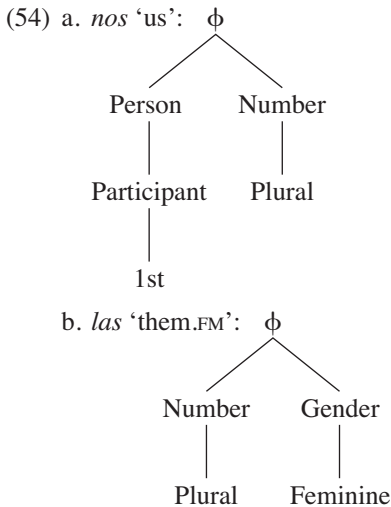 (54) a. nos ‘us’: ϕ
Person Number
Participant Plural
1st
b. las ‘them.FM’: ϕ
Number Gender
Plural Feminine